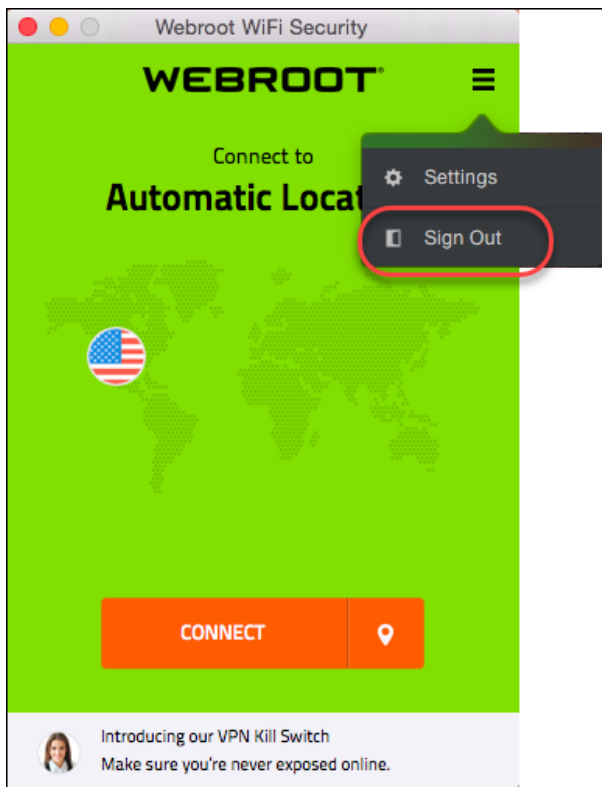 Webroot WiFi Security
WEBROOT®
Connect to
Automatic Locat
Settings
Sign Out
CONNECT
Introducing our VPN Kill Switch
Make sure you're never exposed online.